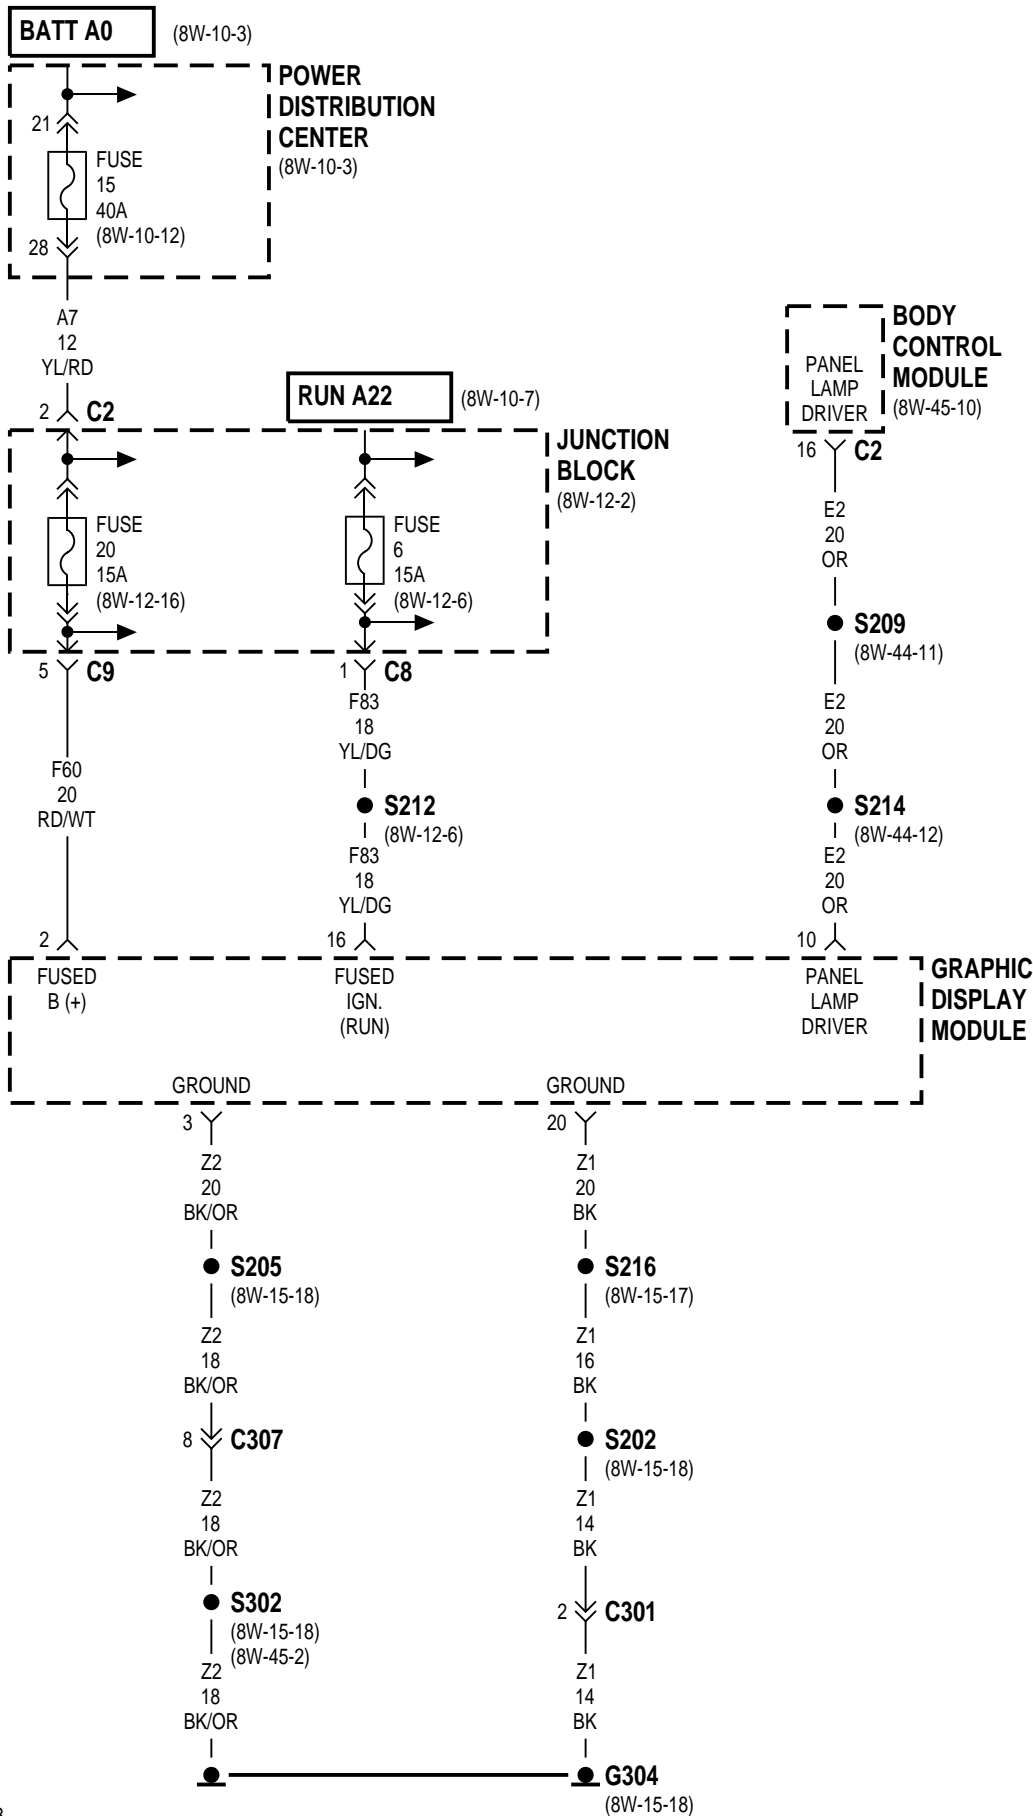 BATT A0
(8W-10-3)
POWER
DISTRIBUTION
CENTER
(8W-10-3)
21
FUSE
15
40A
(8W-10-12)
28
A7
12
YL/RD
2
C2
RUN A22
(8W-10-7)
BODY
CONTROL
MODULE
(8W-45-10)
PANEL
LAMP
DRIVER
16
C2
JUNCTION
BLOCK
(8W-12-2)
FUSE
20
15A
(8W-12-16)
FUSE
6
15A
(8W-12-6)
E2
20
OR
S209
(8W-44-11)
5
C9
1
C8
F83
18
YL/DG
E2
20
OR
F60
20
RD/WT
S212
(8W-12-6)
S214
(8W-44-12)
F83
18
YL/DG
E2
20
OR
2
16
10
FUSED
B (+)
FUSED
IGN.
(RUN)
PANEL
LAMP
DRIVER
GRAPHIC
DISPLAY
MODULE
GROUND
GROUND
3
20
Z2
20
BK/OR
Z1
20
BK
S205
(8W-15-18)
S216
(8W-15-17)
Z2
18
BK/OR
Z1
16
BK
8
C307
S202
(8W-15-18)
Z2
18
BK/OR
Z1
14
BK
S302
(8W-15-18)
(8W-45-2)
2
C301
Z2
18
BK/OR
Z1
14
BK
G304
(8W-15-18)